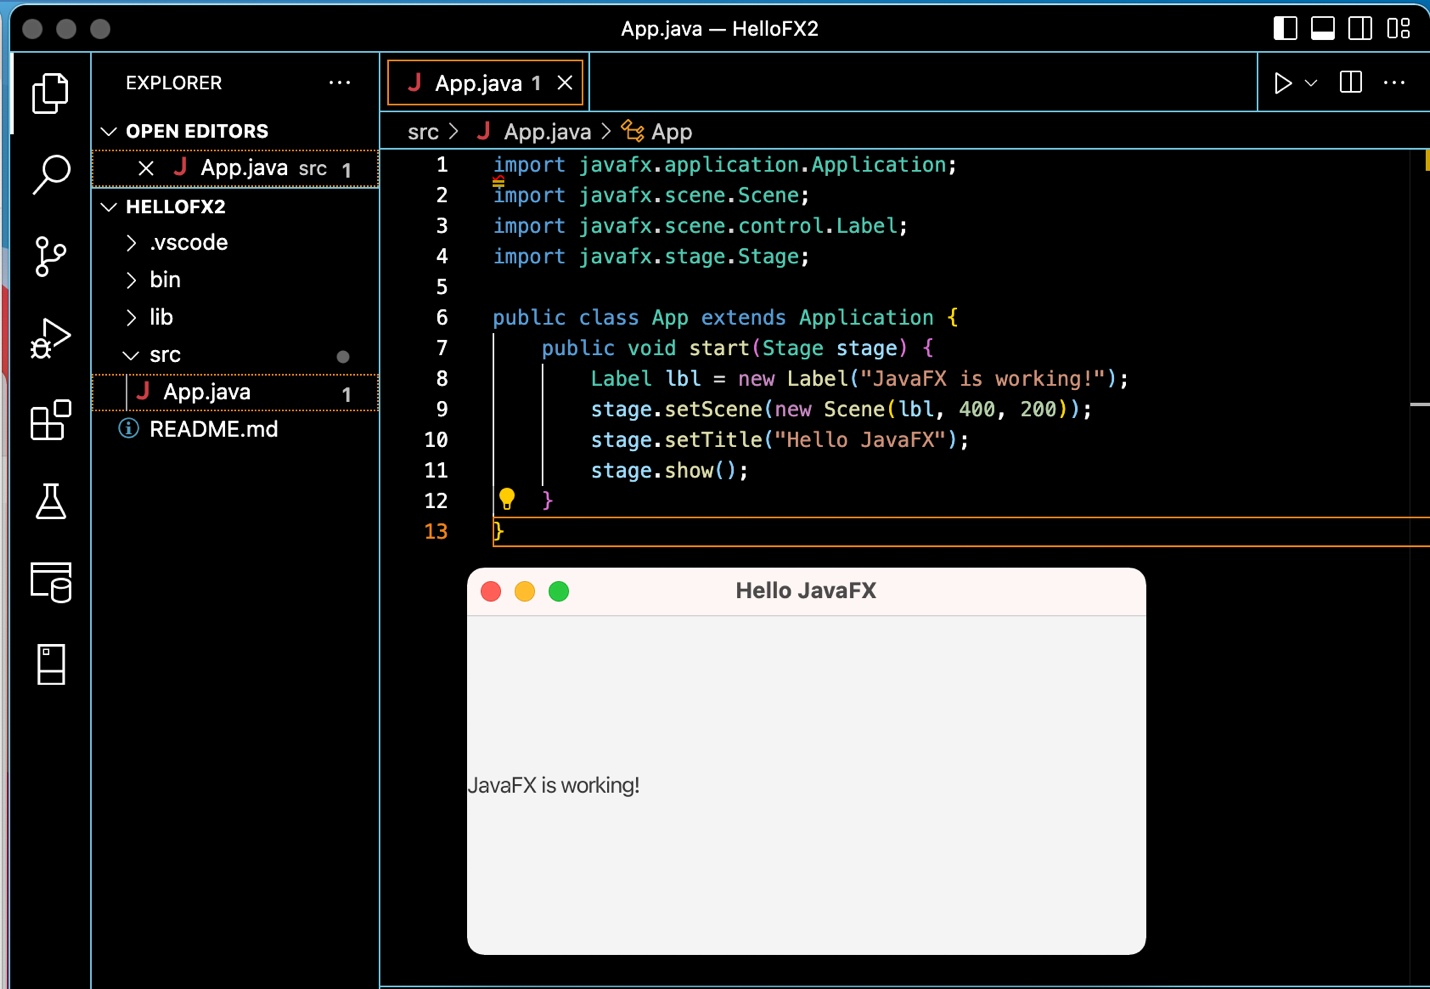 App.java — HelloFX2
EXPLORER
OPEN EDITORS
App.java src 1
HELLOFX2
.vscode
bin
lib
src
App.java 1
README.md
App.java 1
src > App.java > App
1 import javafx.application.Application;
2 import javafx.scene.Scene;
3 import javafx.scene.control.Label;
4 import javafx.stage.Stage;
5
6 public class App extends Application {
7 public void start(Stage stage) {
8 Label lbl = new Label("JavaFX is working!");
9 stage.setScene(new Scene(lbl, 400, 200));
10 stage.setTitle("Hello JavaFX");
11 stage.show();
12 }
13 }
Hello JavaFX
JavaFX is working!